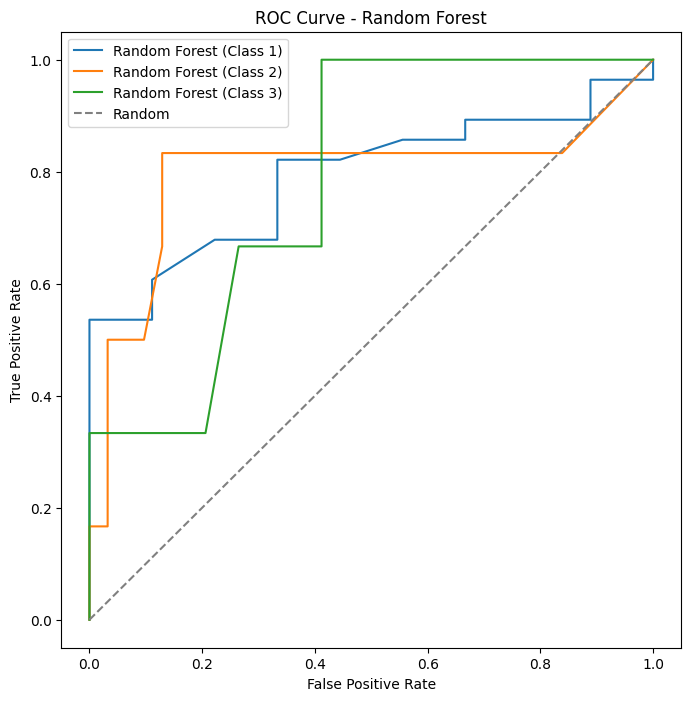 ROC Curve - Random Forest
Random Forest (Class 1)
Random Forest (Class 2)
Random Forest (Class 3)
Random
1.0
0.8
0.6
0.4
0.2
0.0
True Positive Rate
0.0 0.2 0.4 0.6 0.8 1.0
False Positive Rate